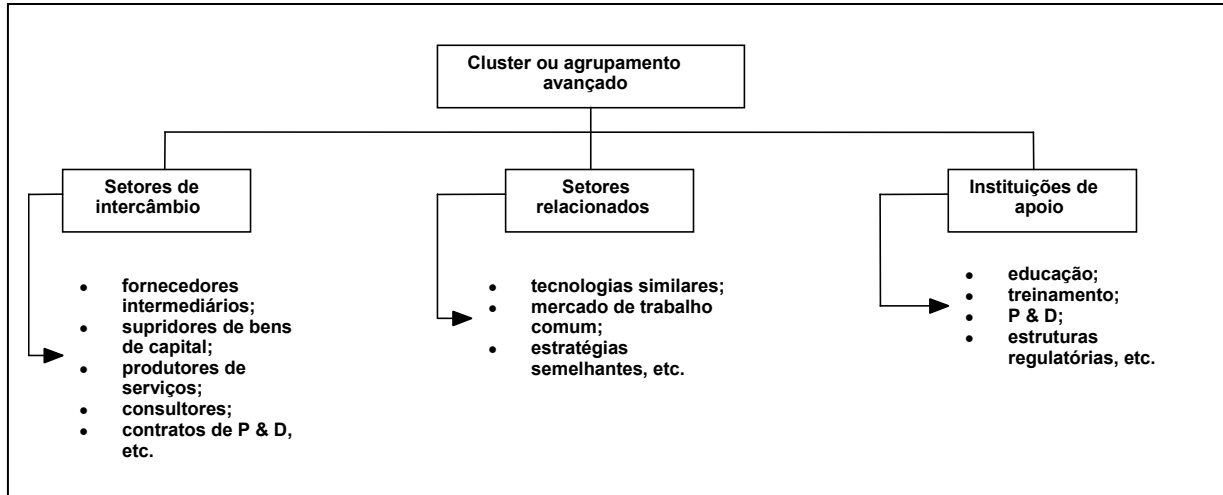 Cluster ou agrupamento
avançado
Setores de
intercâmbio
• fornecedores
intermediários;
• supridores de bens
de capital;
• produtores de
serviços;
• consultores;
• contratos de P & D,
etc.
Setores
relacionados
• tecnologias similares;
• mercado de trabalho
comum;
• estratégias
semelhantes, etc.
Instituições de
apoio
• educação;
• treinamento;
• P & D;
• estruturas
regulatórias, etc.